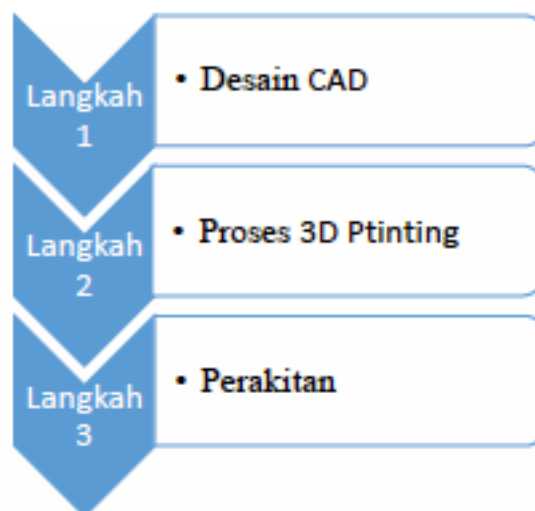 Langkah
1
• Desain CAD
Langkah
2
• Proses 3D Ptinting
Langkah
3
• Perakitan